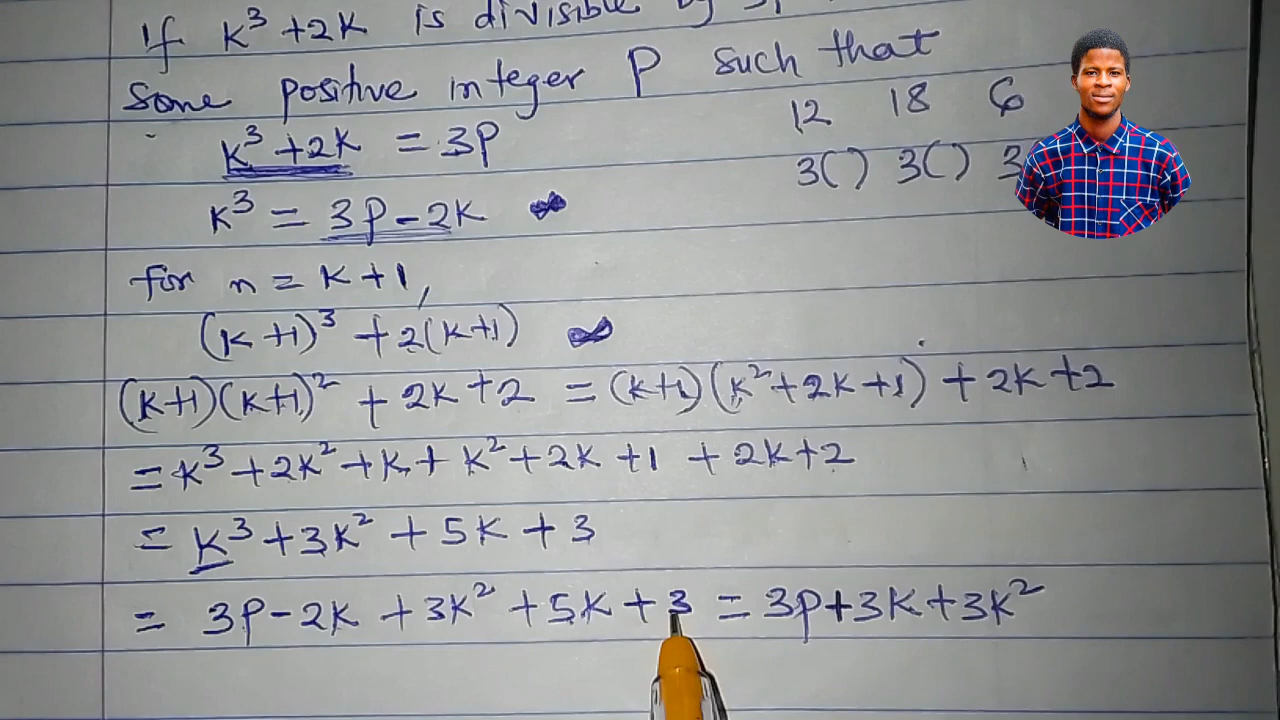 If k³ + 2k is divisible by 3,
some positive integer P such that
12 18 6
k³ + 2k = 3P
3( ) 3( ) 3
k³ = 3P - 2k
for n = k + 1,
(k+1)³ + 2(k+1)
(k+1)(k+1)² + 2k + 2 = (k+1)(k² + 2k + 1) + 2k + 2
= k³ + 2k² + k + k² + 2k + 1 + 2k + 2
= k³ + 3k² + 5k + 3
= 3P - 2k + 3k² + 5k + 3 = 3P + 3k + 3k²